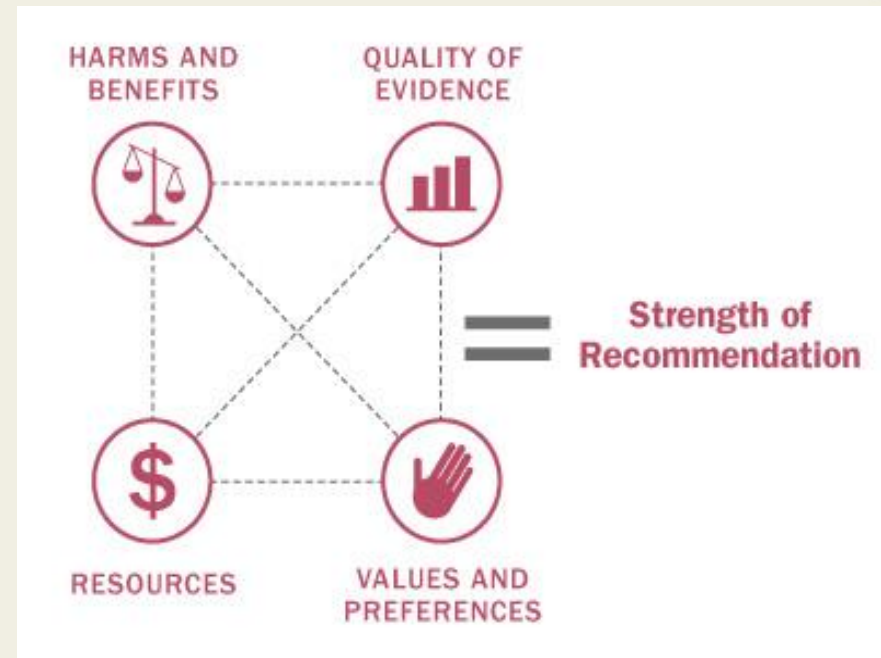 HARMS AND
BENEFITS
QUALITY OF
EVIDENCE
$
=
Strength of
Recommendation
RESOURCES
VALUES AND
PREFERENCES